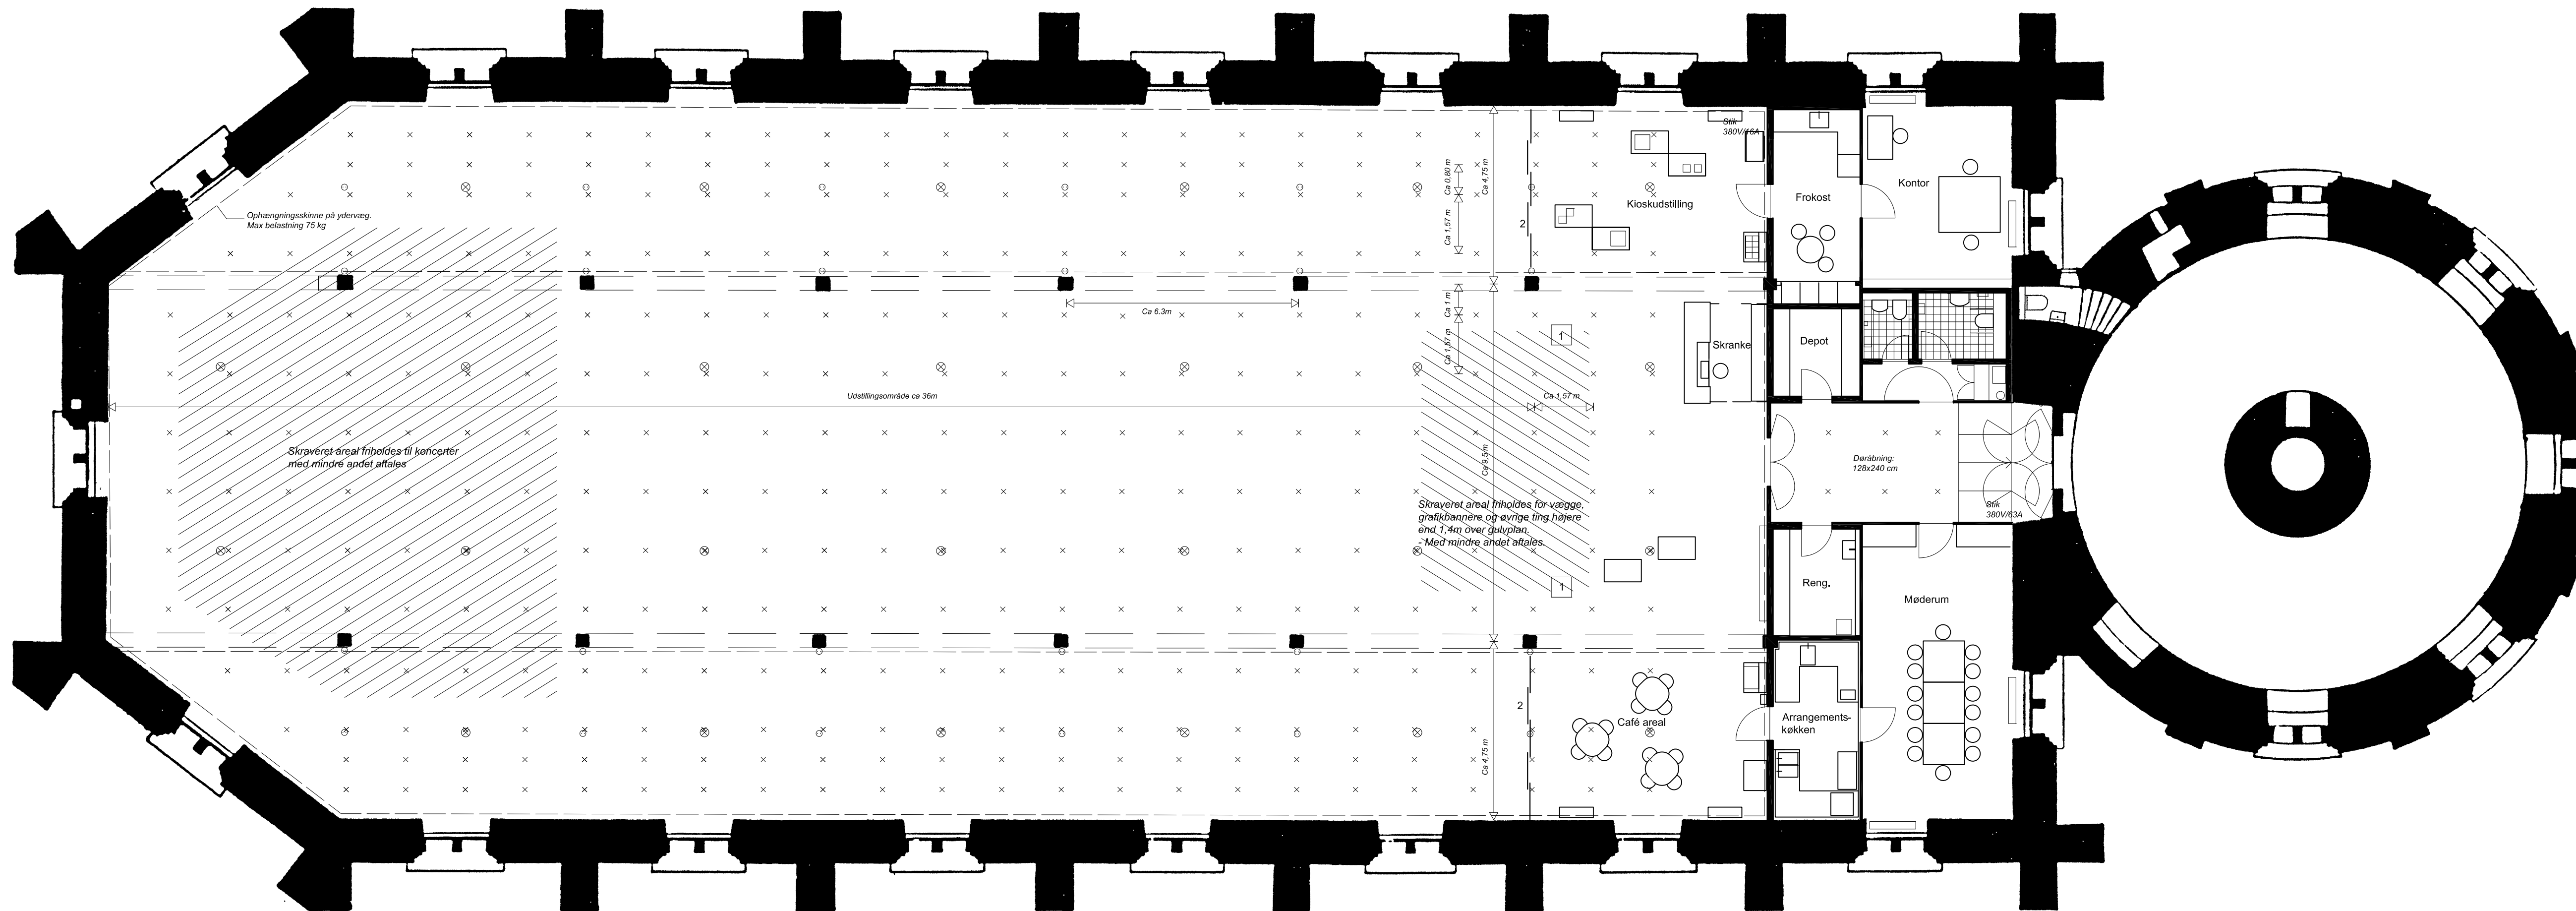 Stik
380V/16A
Ca 0,80 m
Ca 4,75 m
Kontor
Frokost
Kioskudstilling
Ophængningsskinne på ydervæg.
Max belastning 75 kg
2
Ca 1,57 m
Ca 1 m
Ca 6.3m
1
Ca 1,57 m
Skranke
Depot
Udstillingsområde ca 36m
Ca 1,57 m
Skraveret areal friholdes til koncerter
med mindre andet aftales
Ca 9,5 m
Døråbning:
128x240 cm
Skraveret areal friholdes for vægge,
grafikbannere og øvrige ting højere
end 1,4m over gulvplan.
- Med mindre andet aftales.
Stik
380V/63A
1
Reng.
Møderum
2
Café areal
Arrangements-
køkken
Ca 4,75 m